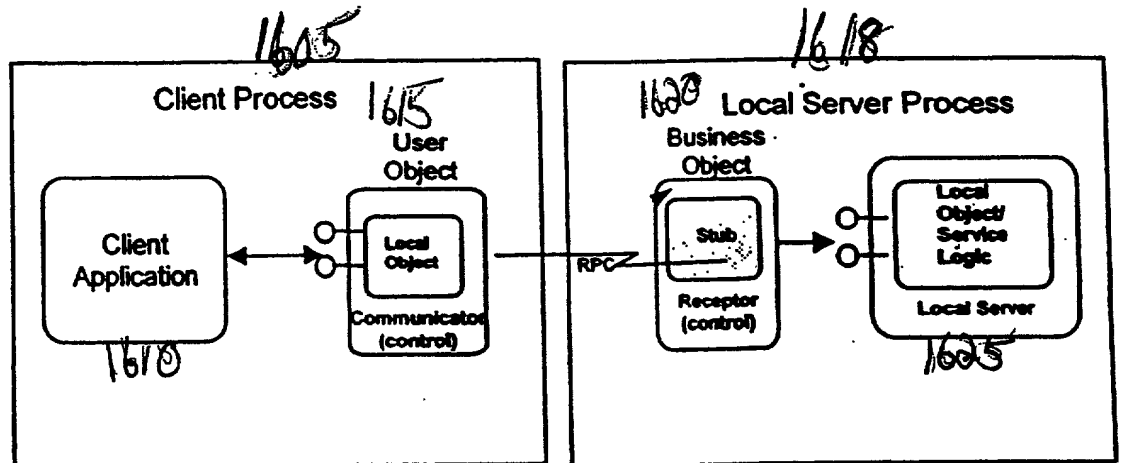 1605
1618
Client Process
1615
User
Object
Client
Application
Local
Object
Communicator
(control)
1610
RPC
1620
Local Server Process
Business
Object
Stub
Receptor
(control)
Local
Object/
Service
Logic
Local Server
1625